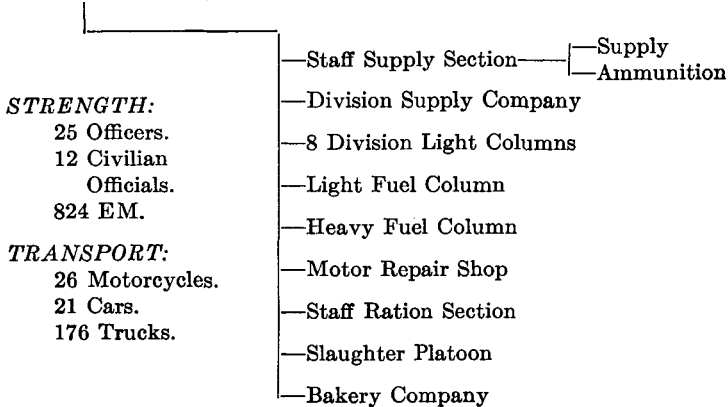 Staff Supply Section
Supply
Ammunition
Division Supply Company
8 Division Light Columns
Light Fuel Column
Heavy Fuel Column
Motor Repair Shop
Staff Ration Section
Slaughter Platoon
Bakery Company
STRENGTH:
25 Officers.
12 Civilian
Officials.
824 EM.
TRANSPORT:
26 Motorcycles.
21 Cars.
176 Trucks.